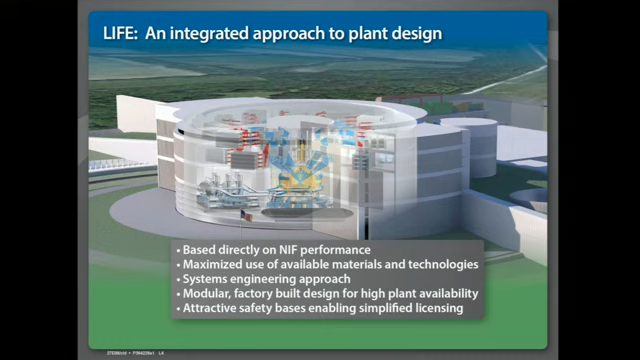 LIFE: An integrated approach to plant design
• Based directly on NIF performance
• Maximized use of available materials and technologies
• Systems engineering approach
• Modular, factory built design for high plant availability
• Attractive safety bases enabling simplified licensing